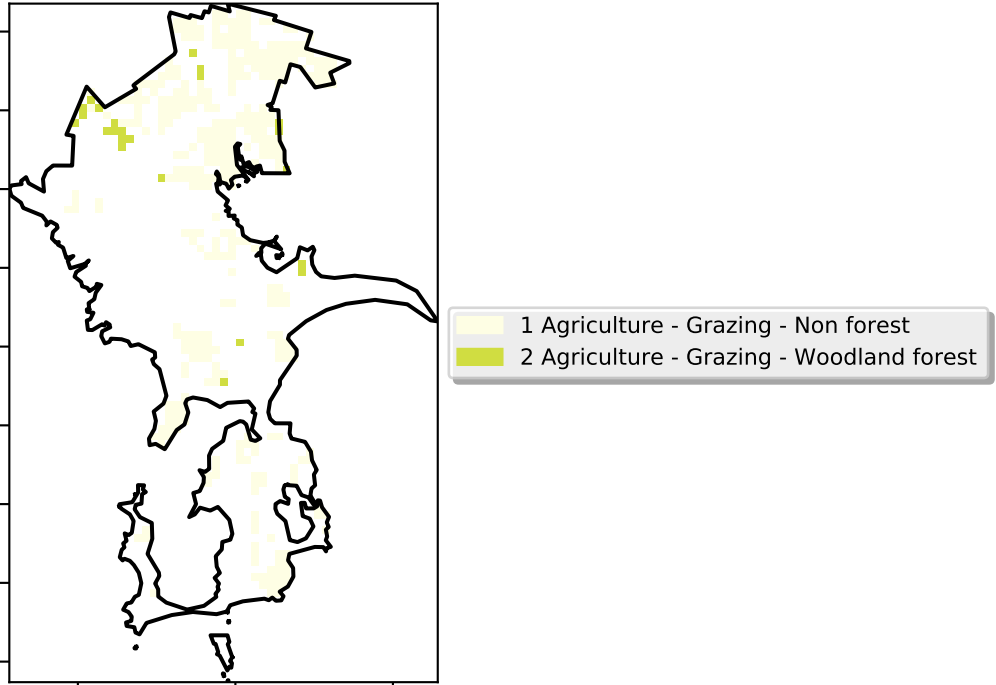 1 Agriculture - Grazing - Non forest
2 Agriculture - Grazing - Woodland forest